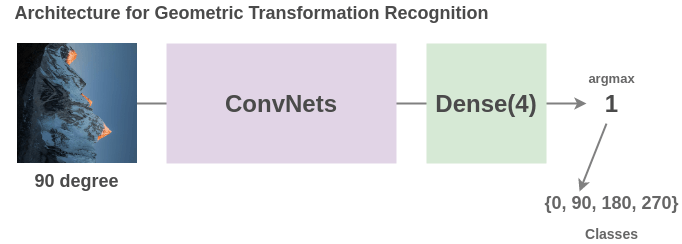 Architecture for Geometric Transformation Recognition
ConvNets
Dense(4)
argmax
1
90 degree
{0, 90, 180, 270}
Classes